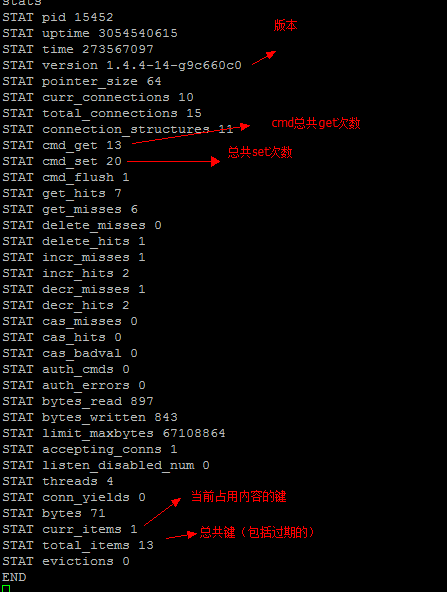 stats
STAT pid 15452
STAT uptime 3054540615
版本
STAT time 273567097
STAT version 1.4.4-14-g9c660c0
STAT pointer_size 64
STAT curr_connections 10
STAT total_connections 15
STAT connection_structures 11
cmd总共get次数
STAT cmd_get 13
总共set次数
STAT cmd_set 20
STAT cmd_flush 1
STAT get_hits 7
STAT get_misses 6
STAT delete_misses 0
STAT delete_hits 1
STAT incr_misses 1
STAT incr_hits 2
STAT decr_misses 1
STAT decr_hits 2
STAT cas_misses 0
STAT cas_hits 0
STAT cas_badval 0
STAT auth_cmds 0
STAT auth_errors 0
STAT bytes_read 897
STAT bytes_written 843
STAT limit_maxbytes 67108864
STAT accepting_conns 1
STAT listen_disabled_num 0
STAT threads 4
STAT conn_yields 0
当前占用内容的键
STAT bytes 71
STAT curr_items 1
总共键（包括过期的）
STAT total_items 13
STAT evictions 0
END